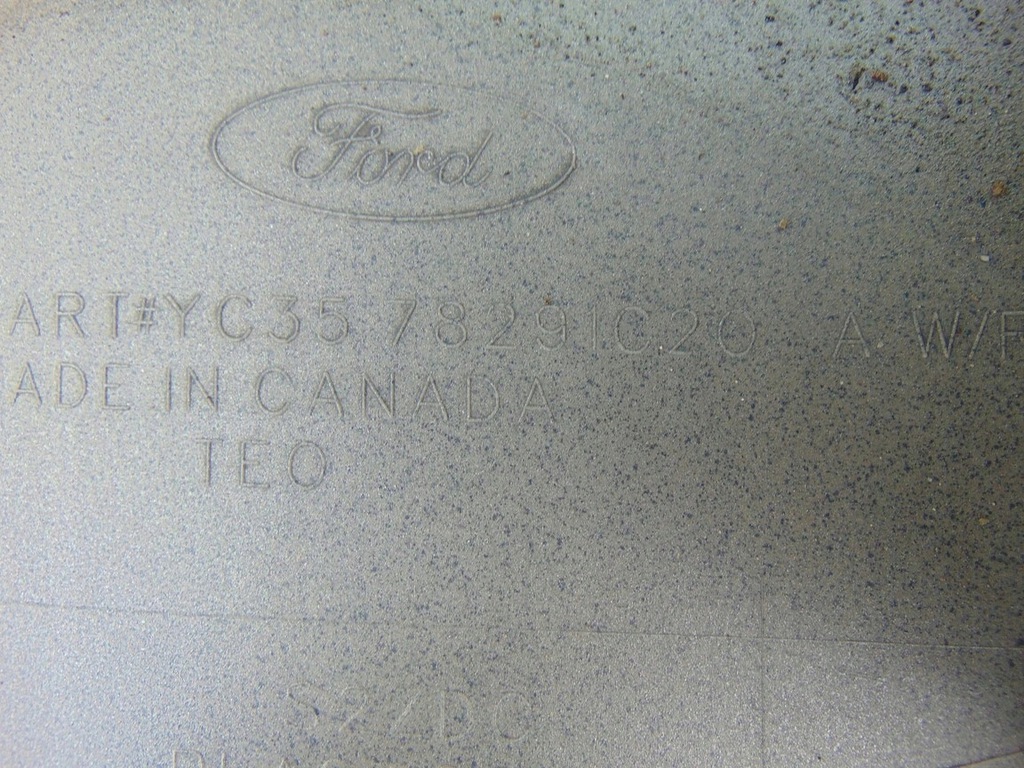 Ford
ART#YC35 78291C20 A W/F
ADE IN CANADA
TEO